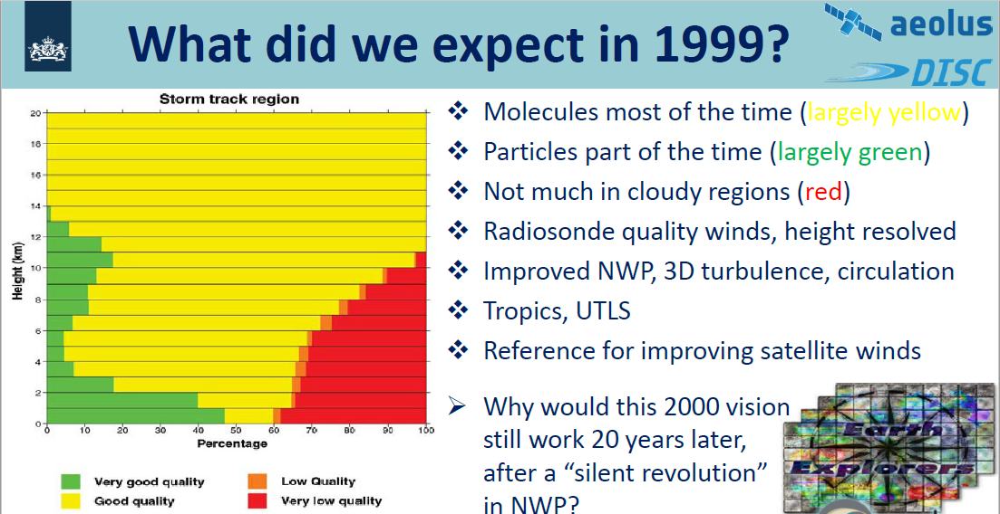 What did we expect in 1999?
aeolus
DISC
Storm track region
20
18
16
14
12
10
8
6
4
2
0
Height (km)
0 10 20 30 40 50 60 70 80 90 100
Percentage
Very good quality
Low Quality
Good quality
Very low quality
❖ Molecules most of the time (largely yellow)
❖ Particles part of the time (largely green)
❖ Not much in cloudy regions (red)
❖ Radiosonde quality winds, height resolved
❖ Improved NWP, 3D turbulence, circulation
❖ Tropics, UTLS
❖ Reference for improving satellite winds
➢ Why would this 2000 vision
still work 20 years later,
after a “silent revolution”
in NWP?
Earth
Explorers